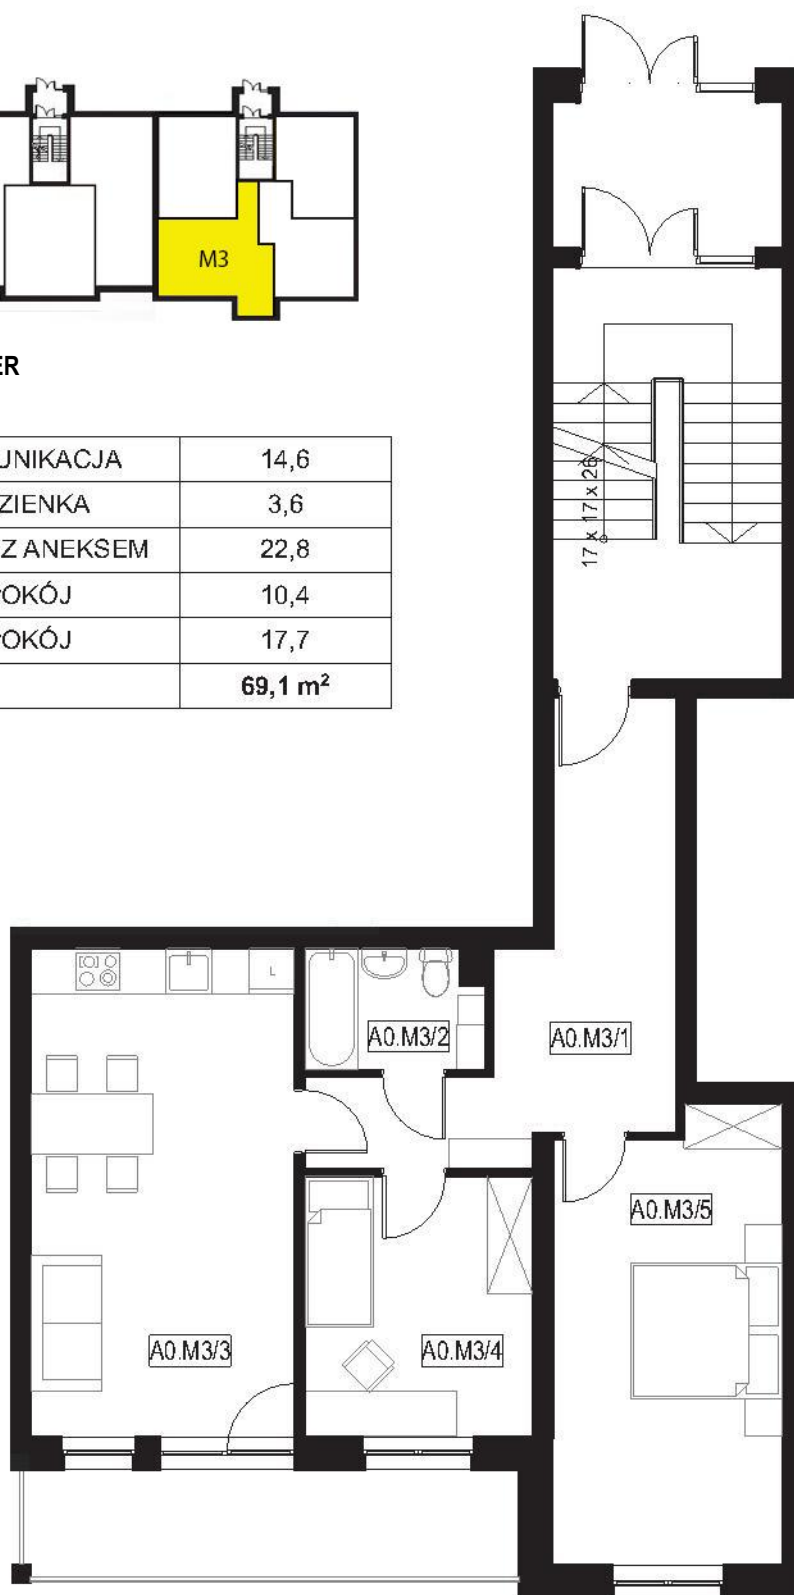 M3
ER
UNIKACJA 14,6
ZIENKA 3,6
Z ANEKSEM 22,8
OKÓJ 10,4
OKÓJ 17,7
69,1 m²
17 x 17 x 26
A0.M3/2
A0.M3/1
L
A0.M3/5
A0.M3/3
A0.M3/4